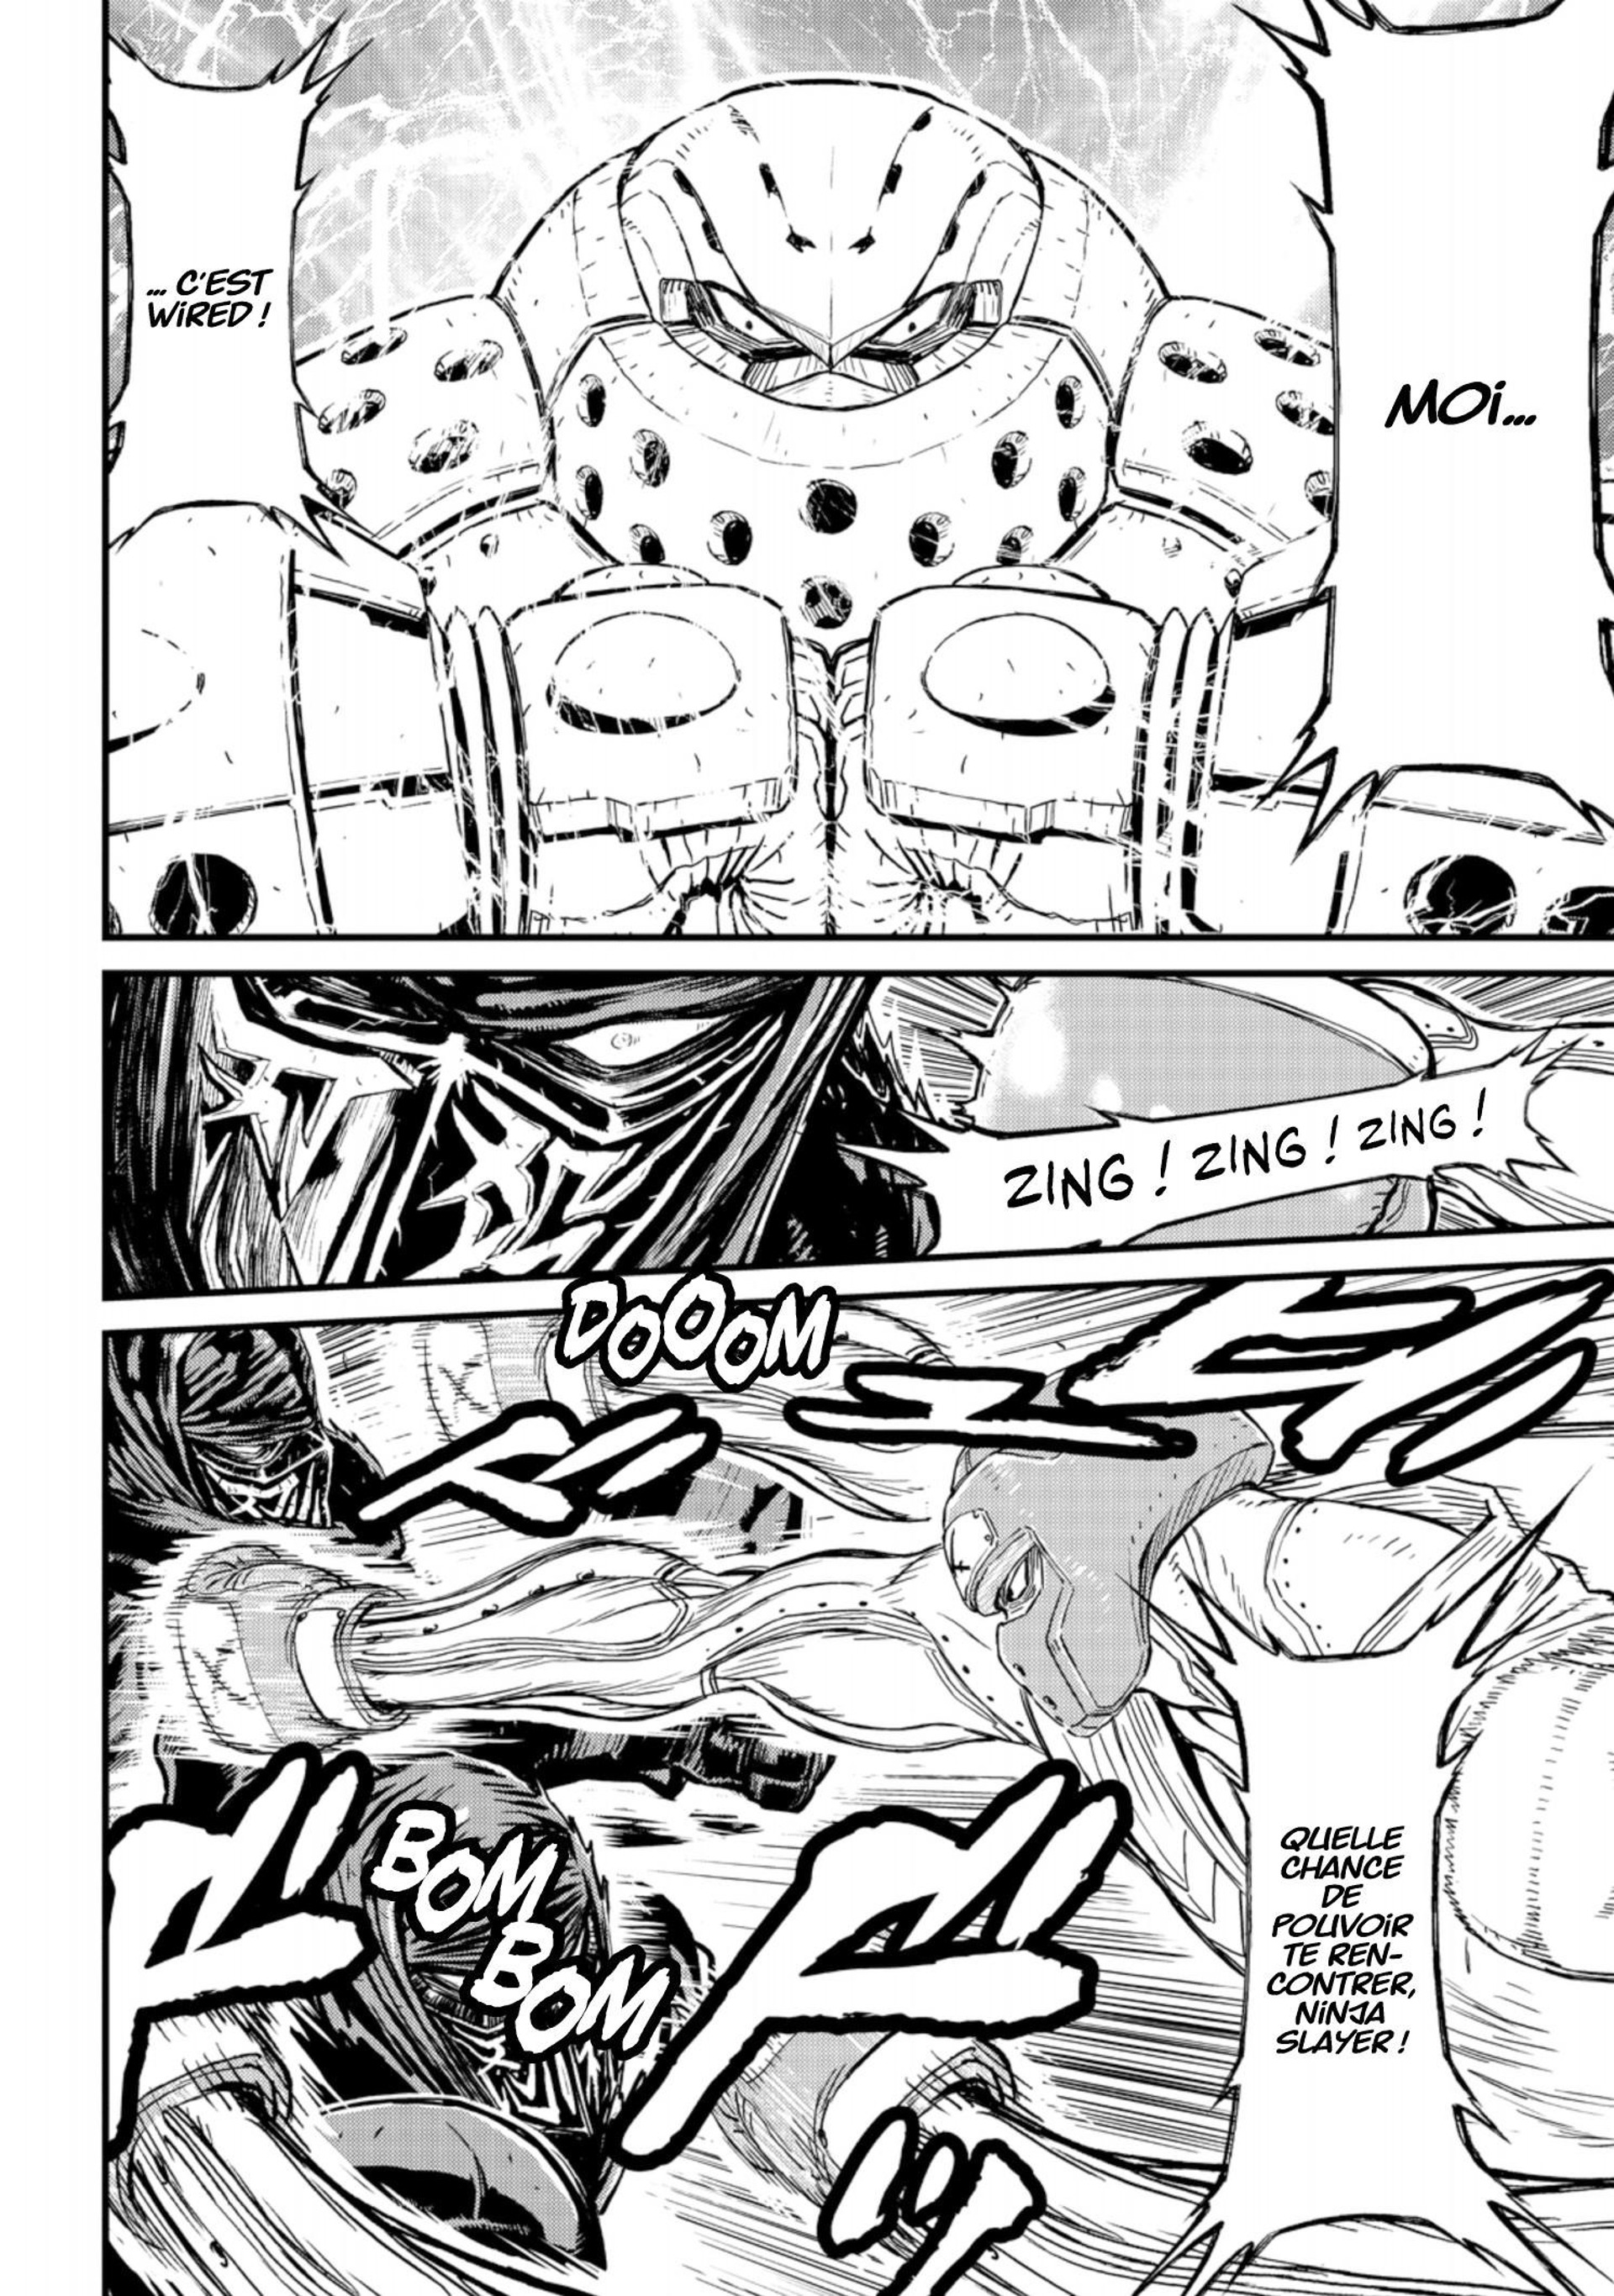 MOi...
... C'EST
WiRED !
ZING ! ZING ! ZING !
DOOOM
QUELLE
CHANCE
DE
POUVOiR
TE REN-
CONTRER,
NiNJA
SLAYER !
BOM
BOM